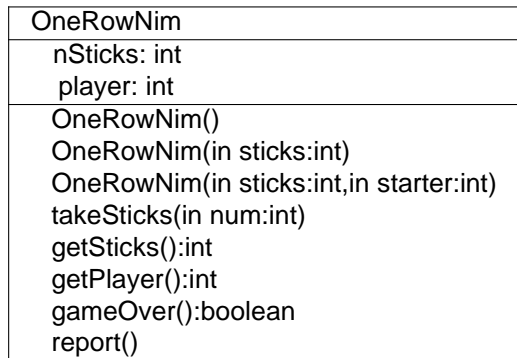 OneRowNim
nSticks: int
player: int
OneRowNim()
OneRowNim(in sticks:int)
OneRowNim(in sticks:int,in starter:int)
takeSticks(in num:int)
getSticks():int
getPlayer():int
gameOver():boolean
report()